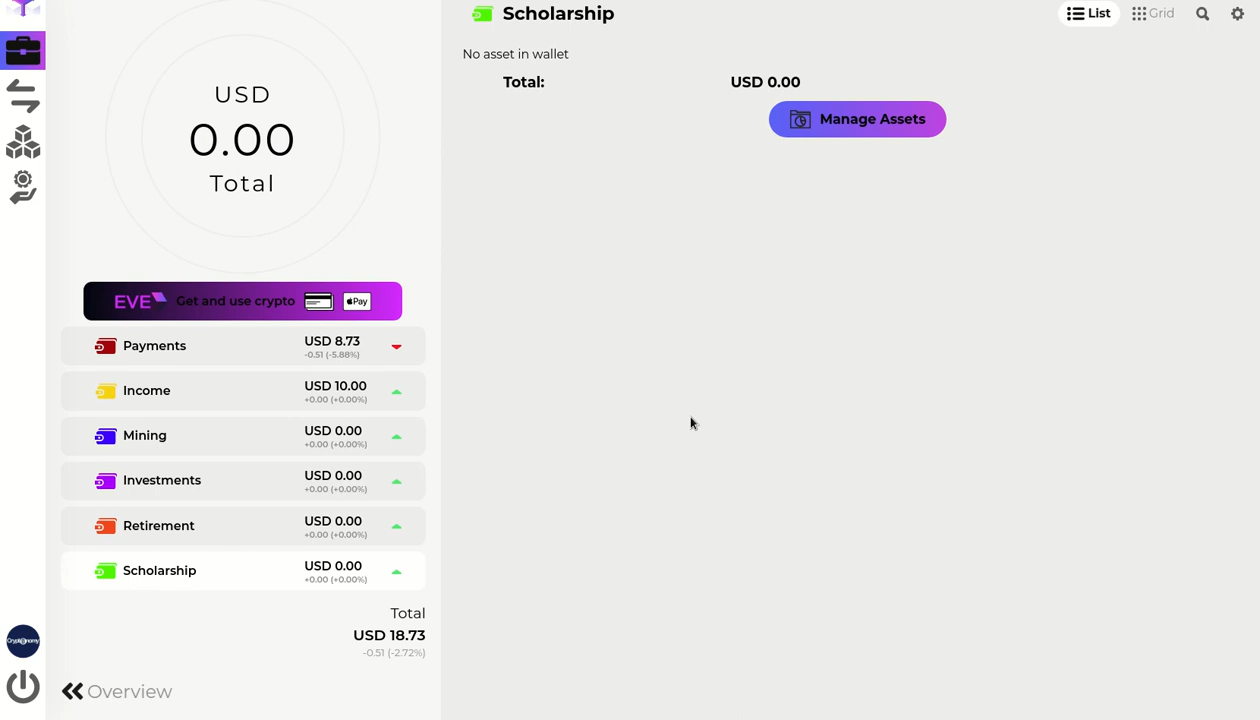 Scholarship
List
Grid
No asset in wallet
Total:
USD 0.00
Manage Assets
USD
0.00
Total
EVE Get and use crypto Pay
Payments
USD 8.73
-0.51 (-5.88%)
Income
USD 10.00
+0.00 (+0.00%)
Mining
USD 0.00
+0.00 (+0.00%)
Investments
USD 0.00
+0.00 (+0.00%)
Retirement
USD 0.00
+0.00 (+0.00%)
Scholarship
USD 0.00
+0.00 (+0.00%)
Total
USD 18.73
-0.51 (-2.72%)
Overview